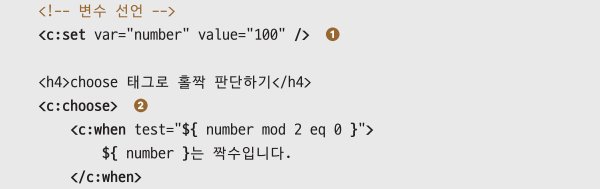 <!-- 변수 선언 -->
<c:set var="number" value="100" /> ❶
<h4>choose 태그로 홀짝 판단하기</h4>
<c:choose> ❷
<c:when test="${ number mod 2 eq 0 }">
${ number }는 짝수입니다.
</c:when>